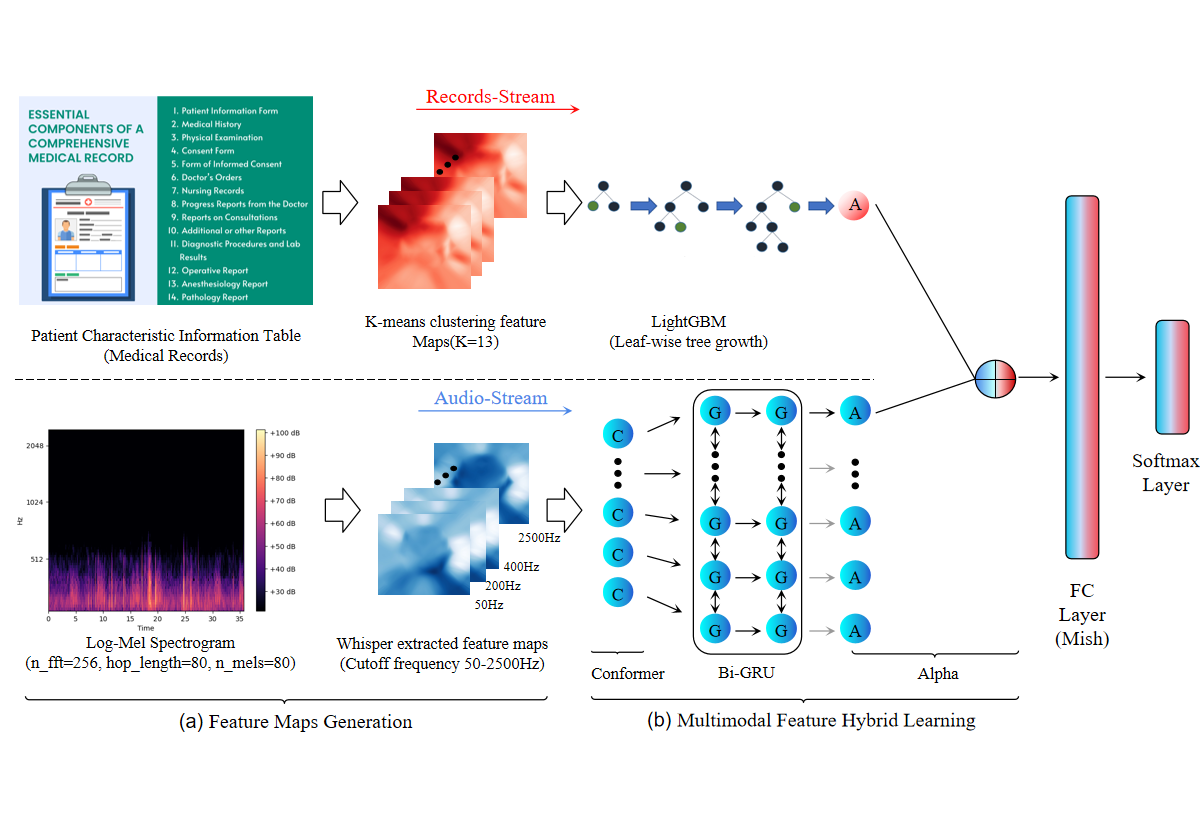 Records-Stream
ESSENTIAL
COMPONENTS OF A
COMPREHENSIVE
MEDICAL RECORD
1. Patient Information Form
2. Medical History
3. Physical Examination
4. Consent Form
5. Form of Informed Consent
6. Doctor's Orders
7. Nursing Records
8. Progress Reports from the Doctor
9. Reports on Consultations
10. Additional or other Reports
11. Diagnostic Procedures and Lab
Results
12. Operative Report
13. Anesthesiology Report
14. Pathology Report
A
Patient Characteristic Information Table
(Medical Records)
K-means clustering feature
Maps(K=13)
LightGBM
(Leaf-wise tree growth)
Audio-Stream
2048
1024
512
Hz
0 5 10 15 20 25 30 35
Time
+100 dB
+90 dB
+80 dB
+70 dB
+60 dB
+50 dB
+40 dB
+30 dB
Log-Mel Spectrogram
(n_fft=256, hop_length=80, n_mels=80)
2500Hz
400Hz
200Hz
50Hz
Whisper extracted feature maps
(Cutoff frequency 50-2500Hz)
C
C
C
C
G G A
G G A
G G A
G G A
Conformer
Bi-GRU
Alpha
FC
Layer
(Mish)
Softmax
Layer
(a) Feature Maps Generation
(b) Multimodal Feature Hybrid Learning